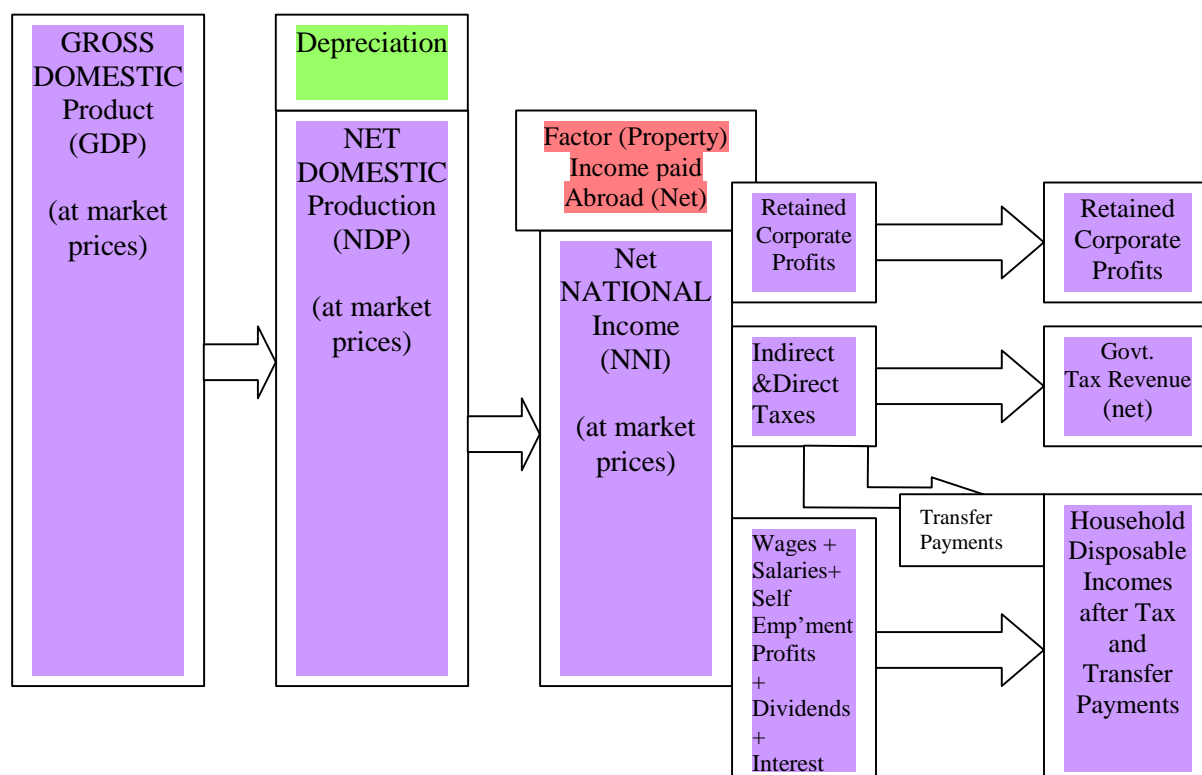 GROSS
DOMESTIC
Product
(GDP)
(at market
prices)
Depreciation
NET
DOMESTIC
Production
(NDP)
(at market
prices)
Factor (Property)
Income paid
Abroad (Net)
Net
NATIONAL
Income
(NNI)
(at market
prices)
Retained
Corporate
Profits
Retained
Corporate
Profits
Indirect
&Direct
Taxes
Govt.
Tax Revenue
(net)
Transfer
Payments
Wages +
Salaries+
Self
Emp’ment
Profits
+
Dividends
+
Interest
Household
Disposable
Incomes
after Tax
and
Transfer
Payments